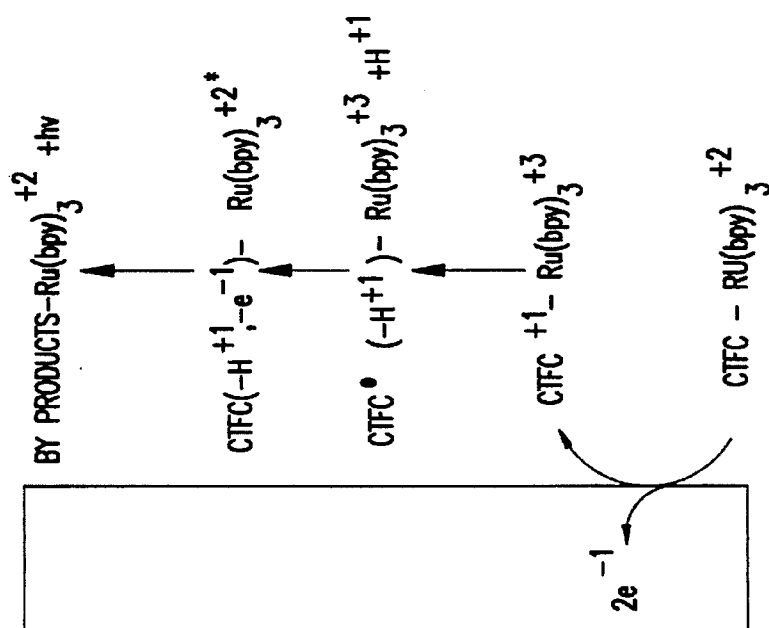 BY PRODUCTS-Ru(bpy)₃⁺² +hv
CTFC(-H⁺¹,-e⁻¹)- Ru(bpy)₃⁺²*
CTFC● (-H⁺¹)- Ru(bpy)₃⁺³ +H⁺¹
CTFC⁺¹- Ru(bpy)₃⁺³
CTFC - RU(bpy)₃⁺²
2e⁻¹